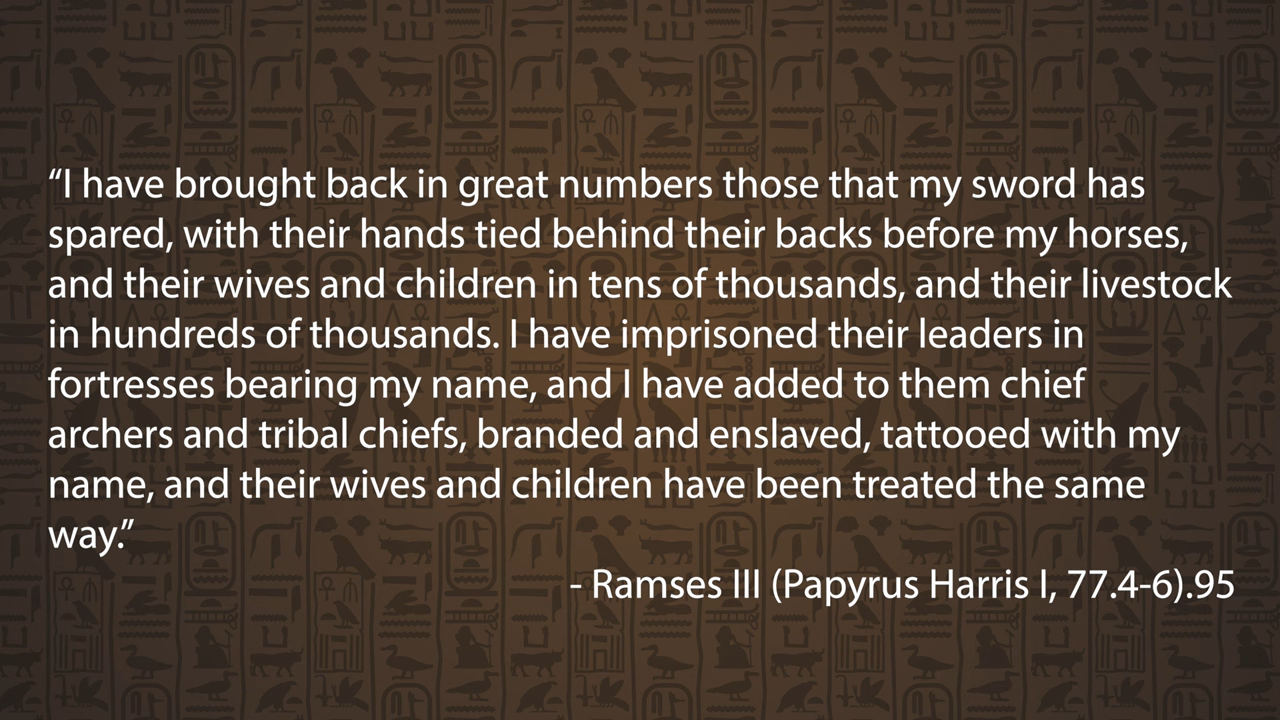 “I have brought back in great numbers those that my sword has
spared, with their hands tied behind their backs before my horses,
and their wives and children in tens of thousands, and their livestock
in hundreds of thousands. I have imprisoned their leaders in
fortresses bearing my name, and I have added to them chief
archers and tribal chiefs, branded and enslaved, tattooed with my
name, and their wives and children have been treated the same
way.”
- Ramses III (Papyrus Harris I, 77.4-6).95